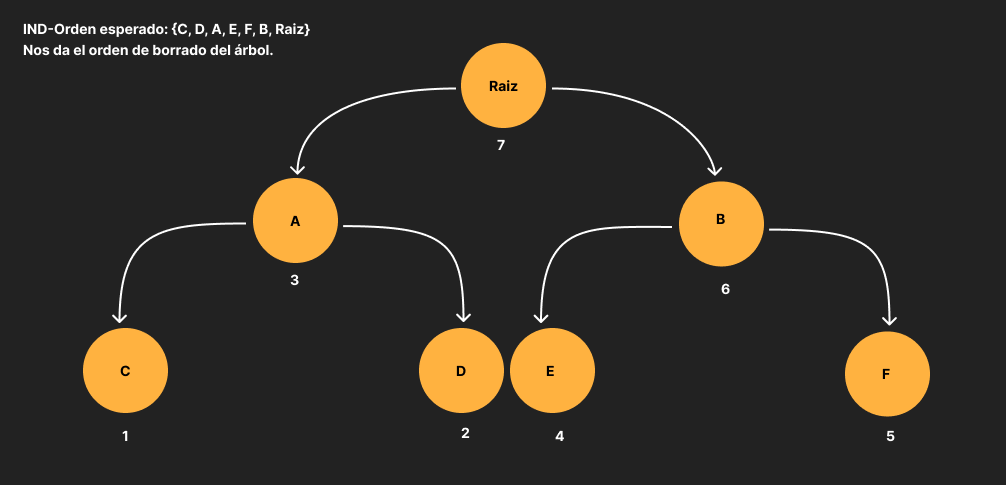 IND-Orden esperado: {C, D, A, E, F, B, Raiz}
Nos da el orden de borrado del árbol.
Raiz
7
A
B
3
6
C
D
E
F
1
2
4
5